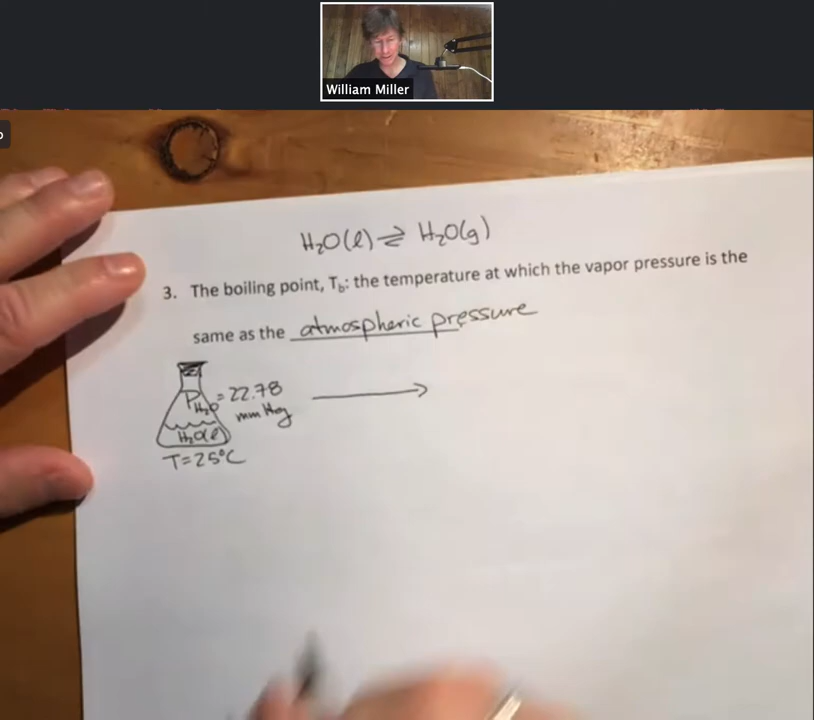 William Miller
H₂O(l) ⇌ H₂O(g)
3. The boiling point, T_b: the temperature at which the vapor pressure is the
same as the atmospheric pressure
P_H₂O = 22.78
mm Hg
H₂O(l)
T=25°C